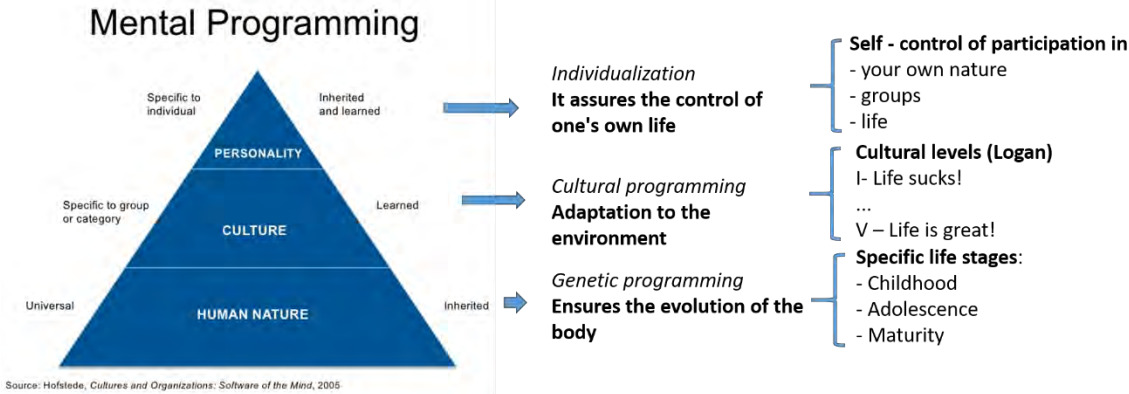 Mental Programming
Specific to
individual
Inherited
and learned
PERSONALITY
Specific to group
or category
Learned
CULTURE
Universal
HUMAN NATURE
Inherited
Source: Hofstede, Cultures and Organizations: Software of the Mind, 2005
Individualization
It assures the control of
one's own life
Self - control of participation in
- your own nature
- groups
- life
Cultural programming
Adaptation to the
environment
Cultural levels (Logan)
I- Life sucks!
...
V – Life is great!
Genetic programming
Ensures the evolution of the
body
Specific life stages:
- Childhood
- Adolescence
- Maturity